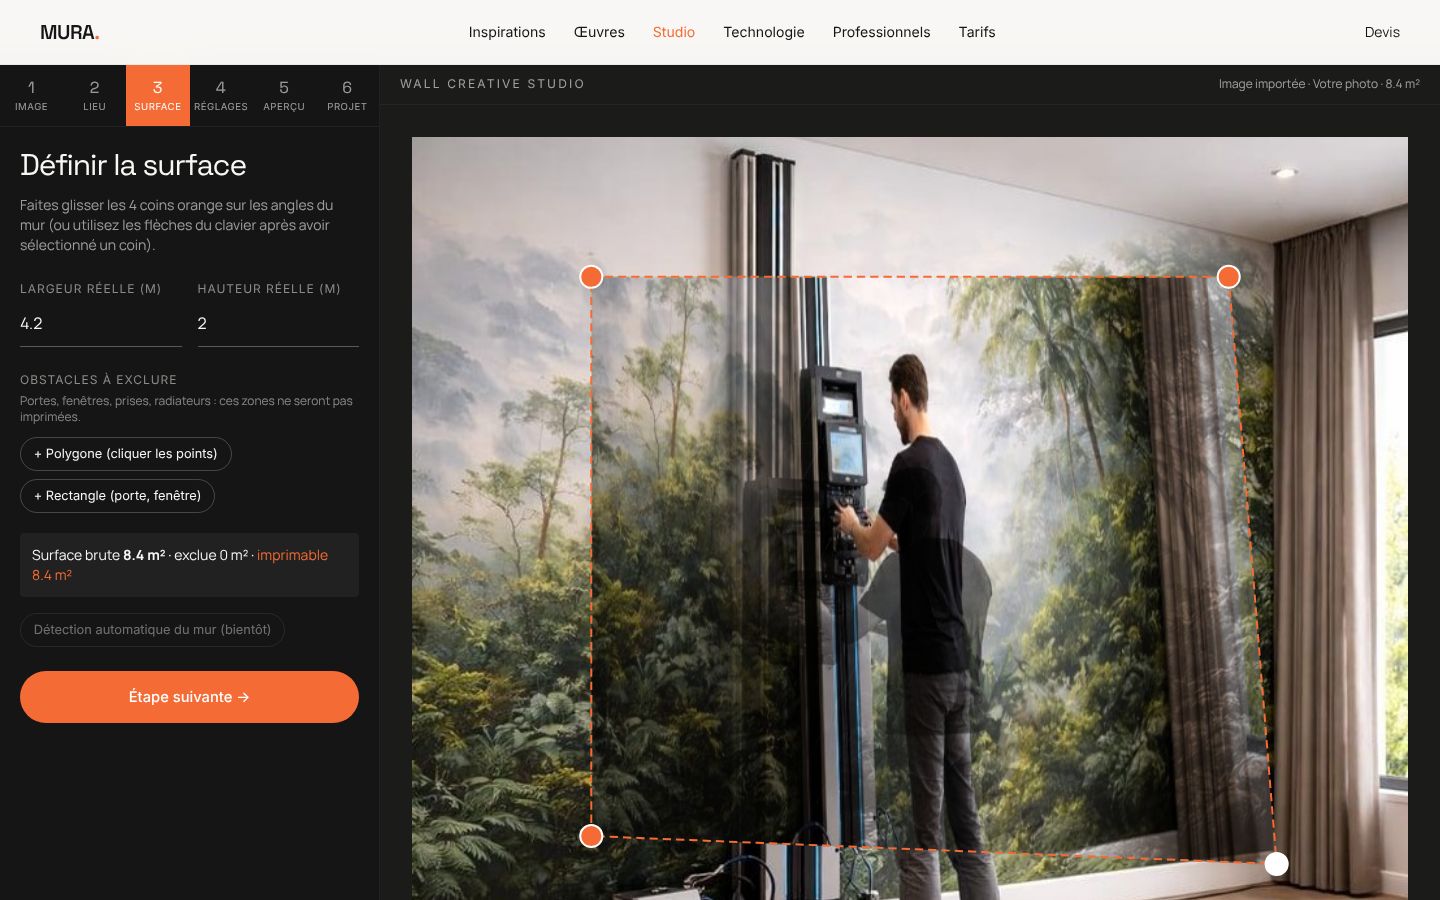 MURA.
Inspirations
Œuvres
Studio
Technologie
Professionnels
Tarifs
Devis
1
IMAGE
2
LIEU
3
SURFACE
4
RÉGLAGES
5
APERÇU
6
PROJET
WALL CREATIVE STUDIO
Image importée · Votre photo · 8.4 m²
Définir la surface
Faites glisser les 4 coins orange sur les angles du
mur (ou utilisez les flèches du clavier après avoir
sélectionné un coin).
LARGEUR RÉELLE (M)
HAUTEUR RÉELLE (M)
4.2
2
OBSTACLES À EXCLURE
Portes, fenêtres, prises, radiateurs : ces zones ne seront pas
imprimées.
+ Polygone (cliquer les points)
+ Rectangle (porte, fenêtre)
Surface brute 8.4 m² · exclue 0 m² · imprimable
8.4 m²
Détection automatique du mur (bientôt)
Étape suivante →